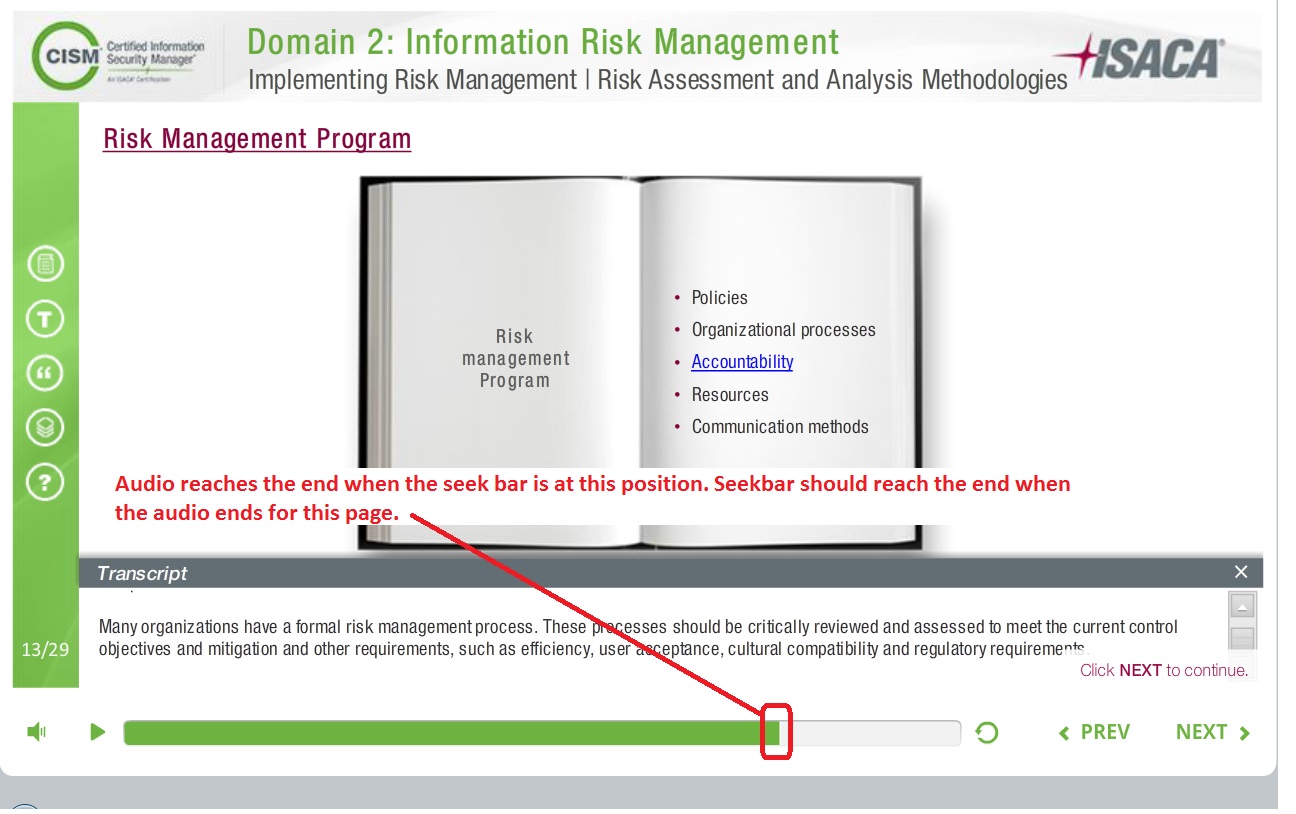 CISM
Certified Information
Security Manager®
An ISACA® Certification
Domain 2: Information Risk Management
Implementing Risk Management | Risk Assessment and Analysis Methodologies
ISACA®
Risk Management Program
Risk
management
Program
• Policies
• Organizational processes
• Accountability
• Resources
• Communication methods
Audio reaches the end when the seek bar is at this position. Seekbar should reach the end when
the audio ends for this page.
Transcript
Many organizations have a formal risk management process. These processes should be critically reviewed and assessed to meet the current control
objectives and mitigation and other requirements, such as efficiency, user acceptance, cultural compatibility and regulatory requirements.
Click NEXT to continue.
T
?
13/29
PREV
NEXT